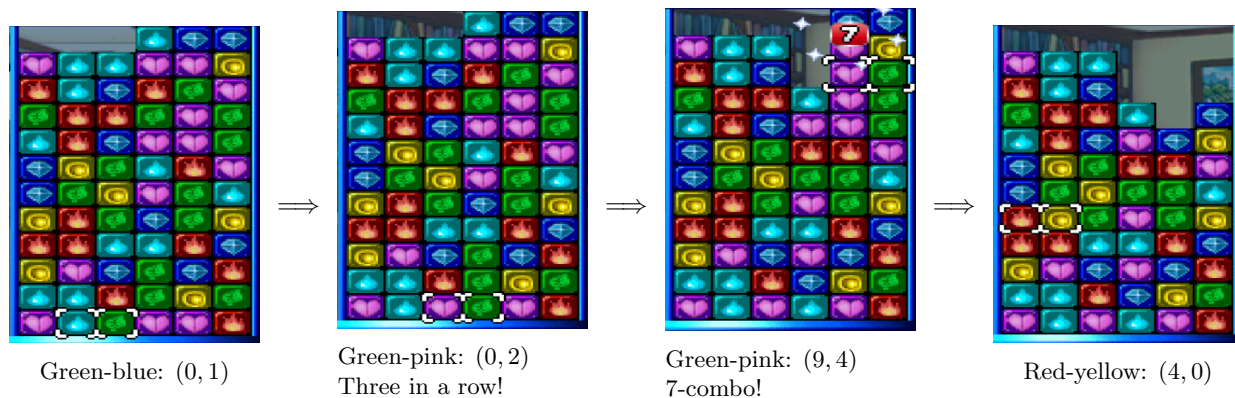 7
Green-blue: (0, 1)
Green-pink: (0, 2)
Three in a row!
Green-pink: (9, 4)
7-combo!
Red-yellow: (4, 0)